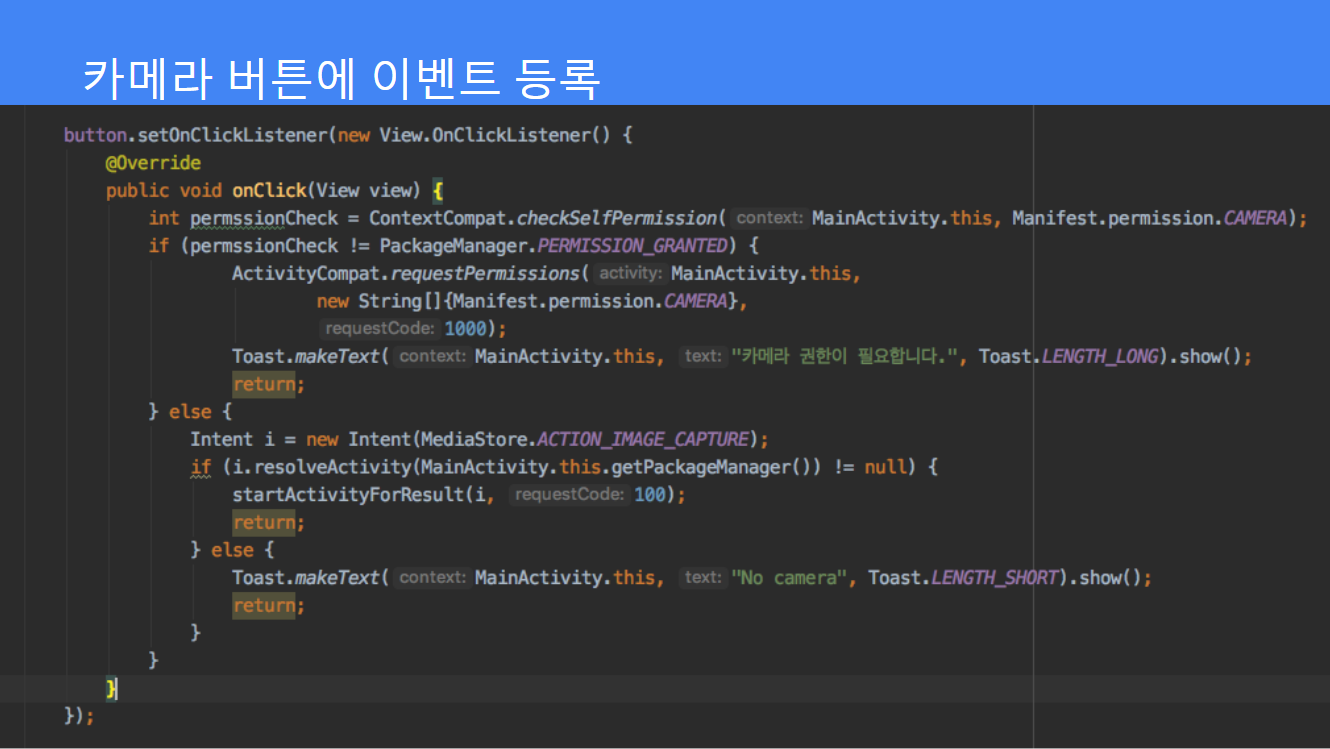 카메라 버튼에 이벤트 등록
button.setOnClickListener(new View.OnClickListener() {
@Override
public void onClick(View view) {
int permssionCheck = ContextCompat.checkSelfPermission( context: MainActivity.this, Manifest.permission.CAMERA);
if (permssionCheck != PackageManager.PERMISSION_GRANTED) {
ActivityCompat.requestPermissions( activity: MainActivity.this,
new String[]{Manifest.permission.CAMERA},
requestCode: 1000);
Toast.makeText( context: MainActivity.this, text: "카메라 권한이 필요합니다.", Toast.LENGTH_LONG).show();
return;
} else {
Intent i = new Intent(MediaStore.ACTION_IMAGE_CAPTURE);
if (i.resolveActivity(MainActivity.this.getPackageManager()) != null) {
startActivityForResult(i, requestCode: 100);
return;
} else {
Toast.makeText( context: MainActivity.this, text: "No camera", Toast.LENGTH_SHORT).show();
return;
}
}
}
});